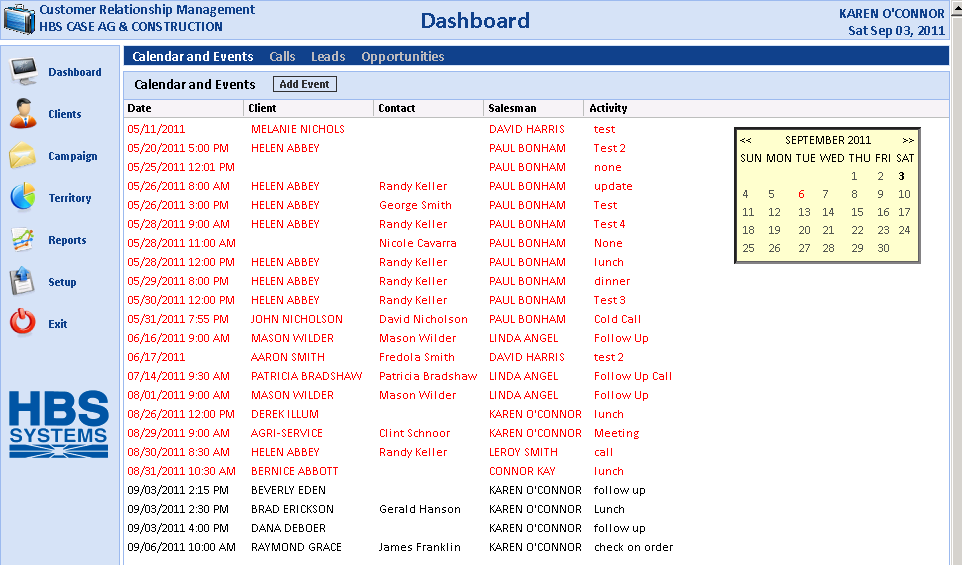 Customer Relationship Management
HBS CASE AG & CONSTRUCTION
Dashboard
KAREN O'CONNOR
Sat Sep 03, 2011
Dashboard
Clients
Campaign
Territory
Reports
Setup
Exit
HBS
SYSTEMS
Calendar and Events Calls Leads Opportunities
Calendar and Events Add Event
Date Client Contact Salesman Activity
05/11/2011 MELANIE NICHOLS DAVID HARRIS test
05/20/2011 5:00 PM HELEN ABBEY PAUL BONHAM Test 2
05/25/2011 12:01 PM PAUL BONHAM none
05/26/2011 8:00 AM HELEN ABBEY Randy Keller PAUL BONHAM update
05/26/2011 3:00 PM HELEN ABBEY George Smith PAUL BONHAM Test
05/28/2011 9:00 AM HELEN ABBEY Randy Keller PAUL BONHAM Test 4
05/28/2011 11:00 AM Nicole Cavarra PAUL BONHAM None
05/28/2011 12:00 PM HELEN ABBEY Randy Keller PAUL BONHAM lunch
05/29/2011 8:00 PM HELEN ABBEY Randy Keller PAUL BONHAM dinner
05/30/2011 12:00 PM HELEN ABBEY Randy Keller PAUL BONHAM Test 3
05/31/2011 7:55 PM JOHN NICHOLSON David Nicholson PAUL BONHAM Cold Call
06/16/2011 9:00 AM MASON WILDER Mason Wilder LINDA ANGEL Follow Up
06/17/2011 AARON SMITH Fredola Smith DAVID HARRIS test 2
07/14/2011 9:30 AM PATRICIA BRADSHAW Patricia Bradshaw LINDA ANGEL Follow Up Call
08/01/2011 9:00 AM MASON WILDER Mason Wilder LINDA ANGEL Follow Up
08/26/2011 12:00 PM DEREK ILLUM KAREN O'CONNOR lunch
08/29/2011 9:00 AM AGRI-SERVICE Clint Schnoor KAREN O'CONNOR Meeting
08/30/2011 8:30 AM HELEN ABBEY Randy Keller LEROY SMITH call
08/31/2011 10:30 AM BERNICE ABBOTT CONNOR KAY lunch
09/03/2011 2:15 PM BEVERLY EDEN KAREN O'CONNOR follow up
09/03/2011 2:30 PM BRAD ERICKSON Gerald Hanson KAREN O'CONNOR Lunch
09/03/2011 4:00 PM DANA DEBOER KAREN O'CONNOR follow up
09/06/2011 10:00 AM RAYMOND GRACE James Franklin KAREN O'CONNOR check on order
<< SEPTEMBER 2011 >>
SUN MON TUE WED THU FRI SAT
1 2 3
4 5 6 7 8 9 10
11 12 13 14 15 16 17
18 19 20 21 22 23 24
25 26 27 28 29 30